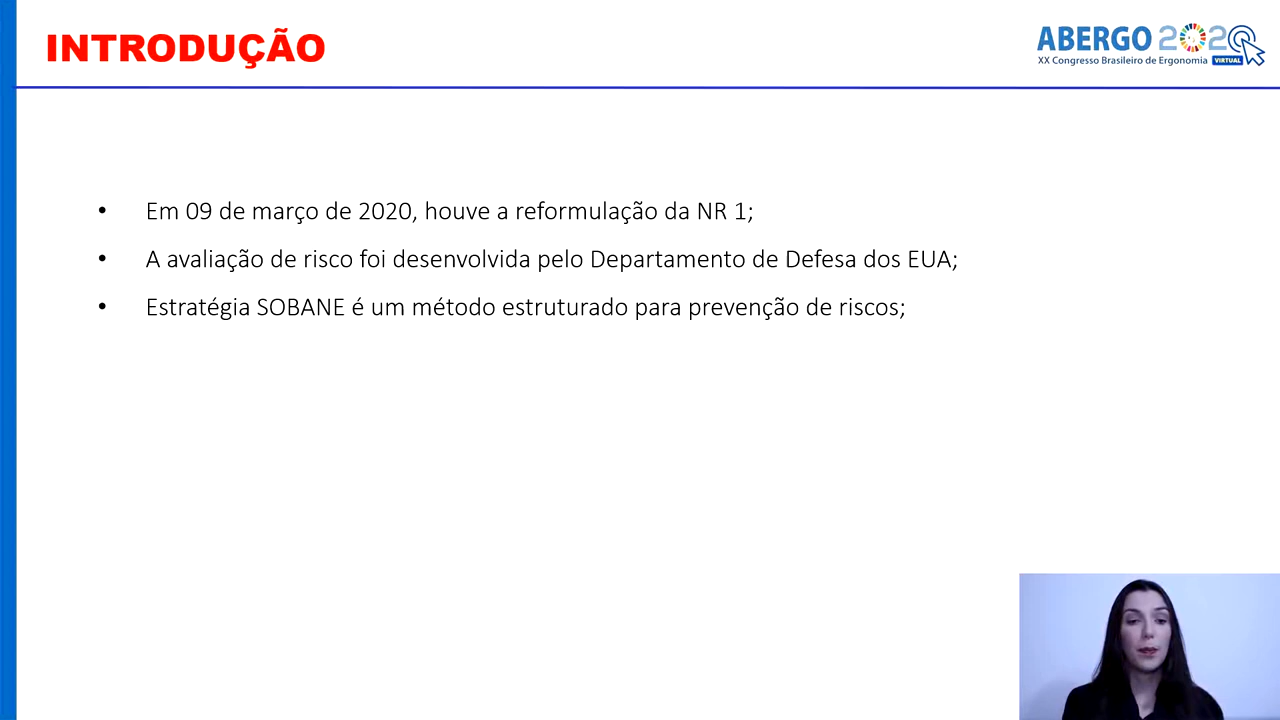 INTRODUÇÃO
ABERGO 2020
XX Congresso Brasileiro de Ergonomia VIRTUAL
• Em 09 de março de 2020, houve a reformulação da NR 1;
• A avaliação de risco foi desenvolvida pelo Departamento de Defesa dos EUA;
• Estratégia SOBANE é um método estruturado para prevenção de riscos;